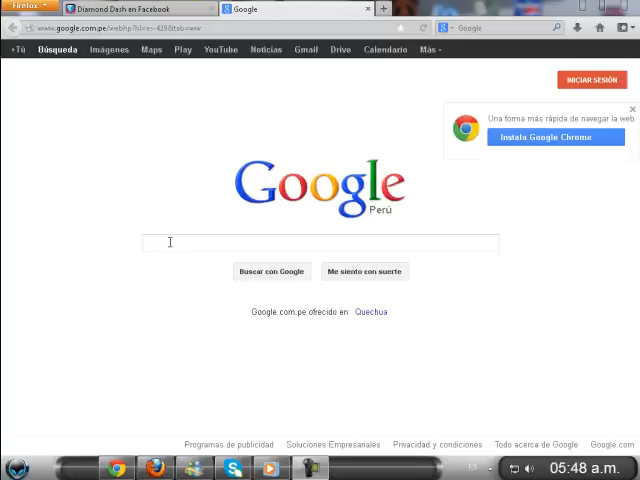 Firefox
Diamond Dash en Facebook
Google
www.google.com.pe/webhp?hl=es-419&tab=ww
Google
+Tú Búsqueda Imágenes Maps Play YouTube Noticias Gmail Drive Calendario Más
INICIAR SESIÓN
Una forma más rápida de navegar la web.
Instala Google Chrome
Google
Perú
Buscar con Google Me siento con suerte
Google.com.pe ofrecido en: Quechua
Programas de publicidad Soluciones Empresariales Privacidad y condiciones Todo acerca de Google Google.com
ES 05:48 a.m.